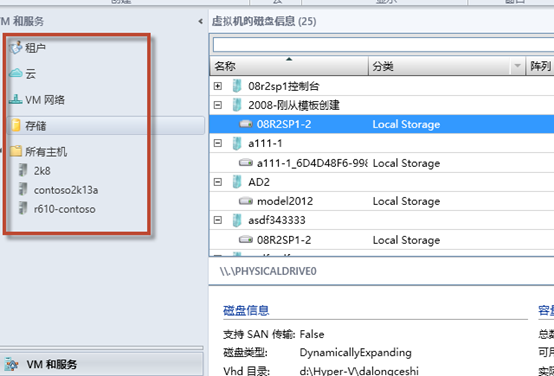 VM 和服务
租户
云
VM 网络
存储
所有主机
2k8
contoso2k13a
r610-contoso
VM 和服务
虚拟机的磁盘信息 (25)
名称 分类 阵列
08r2sp1控制台
2008-刚从模板创建
08R2SP1-2 Local Storage
a111-1
a111-1_6D4D48F6-998 Local Storage
AD2
model2012 Local Storage
asdf343333
08R2SP1-2 Local Storage
\\.\PHYSICALDRIVE0
磁盘信息
支持 SAN 传输: False
磁盘类型: DynamicallyExpanding
Vhd 目录: d:\Hyper-V\dalongceshi
总数
可用
实际